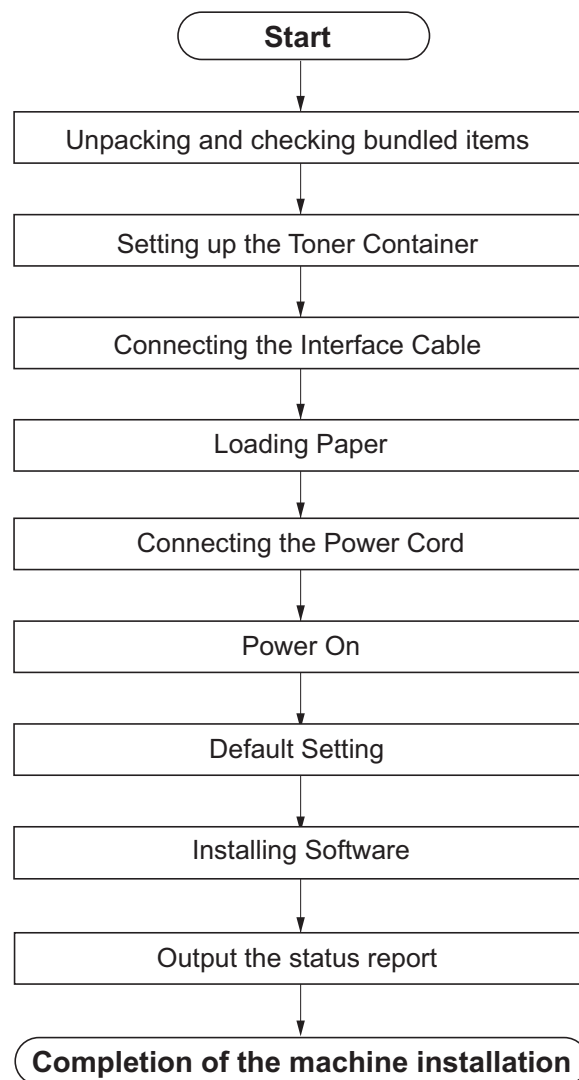 Start
Unpacking and checking bundled items
Setting up the Toner Container
Connecting the Interface Cable
Loading Paper
Connecting the Power Cord
Power On
Default Setting
Installing Software
Output the status report
Completion of the machine installation